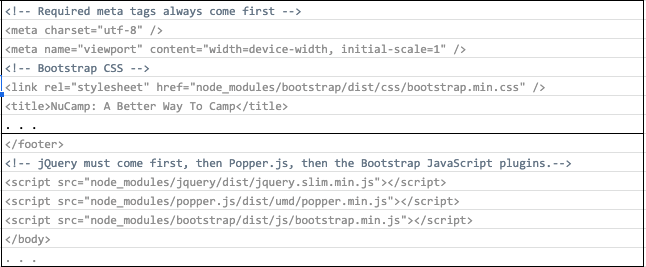 <!-- Required meta tags always come first -->
<meta charset="utf-8" />
<meta name="viewport" content="width=device-width, initial-scale=1" />
<!-- Bootstrap CSS -->
<link rel="stylesheet" href="node_modules/bootstrap/dist/css/bootstrap.min.css" />
<title>NuCamp: A Better Way To Camp</title>
. . .
</footer>
<!-- jQuery must come first, then Popper.js, then the Bootstrap JavaScript plugins.-->
<script src="node_modules/jquery/dist/jquery.slim.min.js"></script>
<script src="node_modules/popper.js/dist/umd/popper.min.js"></script>
<script src="node_modules/bootstrap/dist/js/bootstrap.min.js"></script>
</body>
. . .